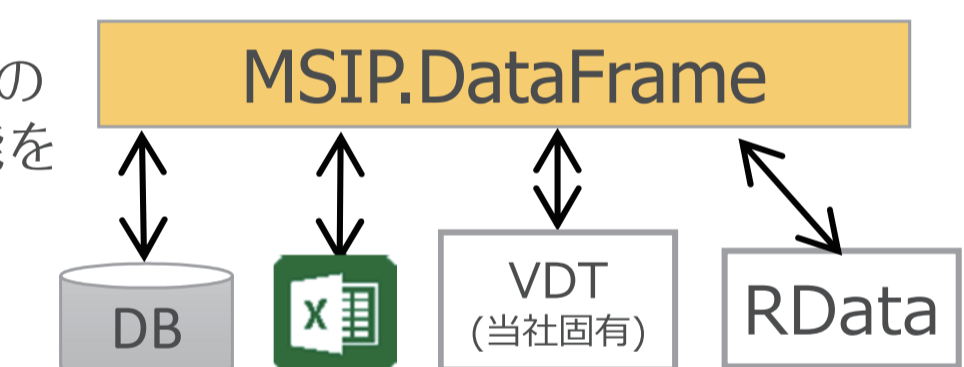 の
MSIP.DataFrame
を
DB
X
VDT
(当社固有)
RData